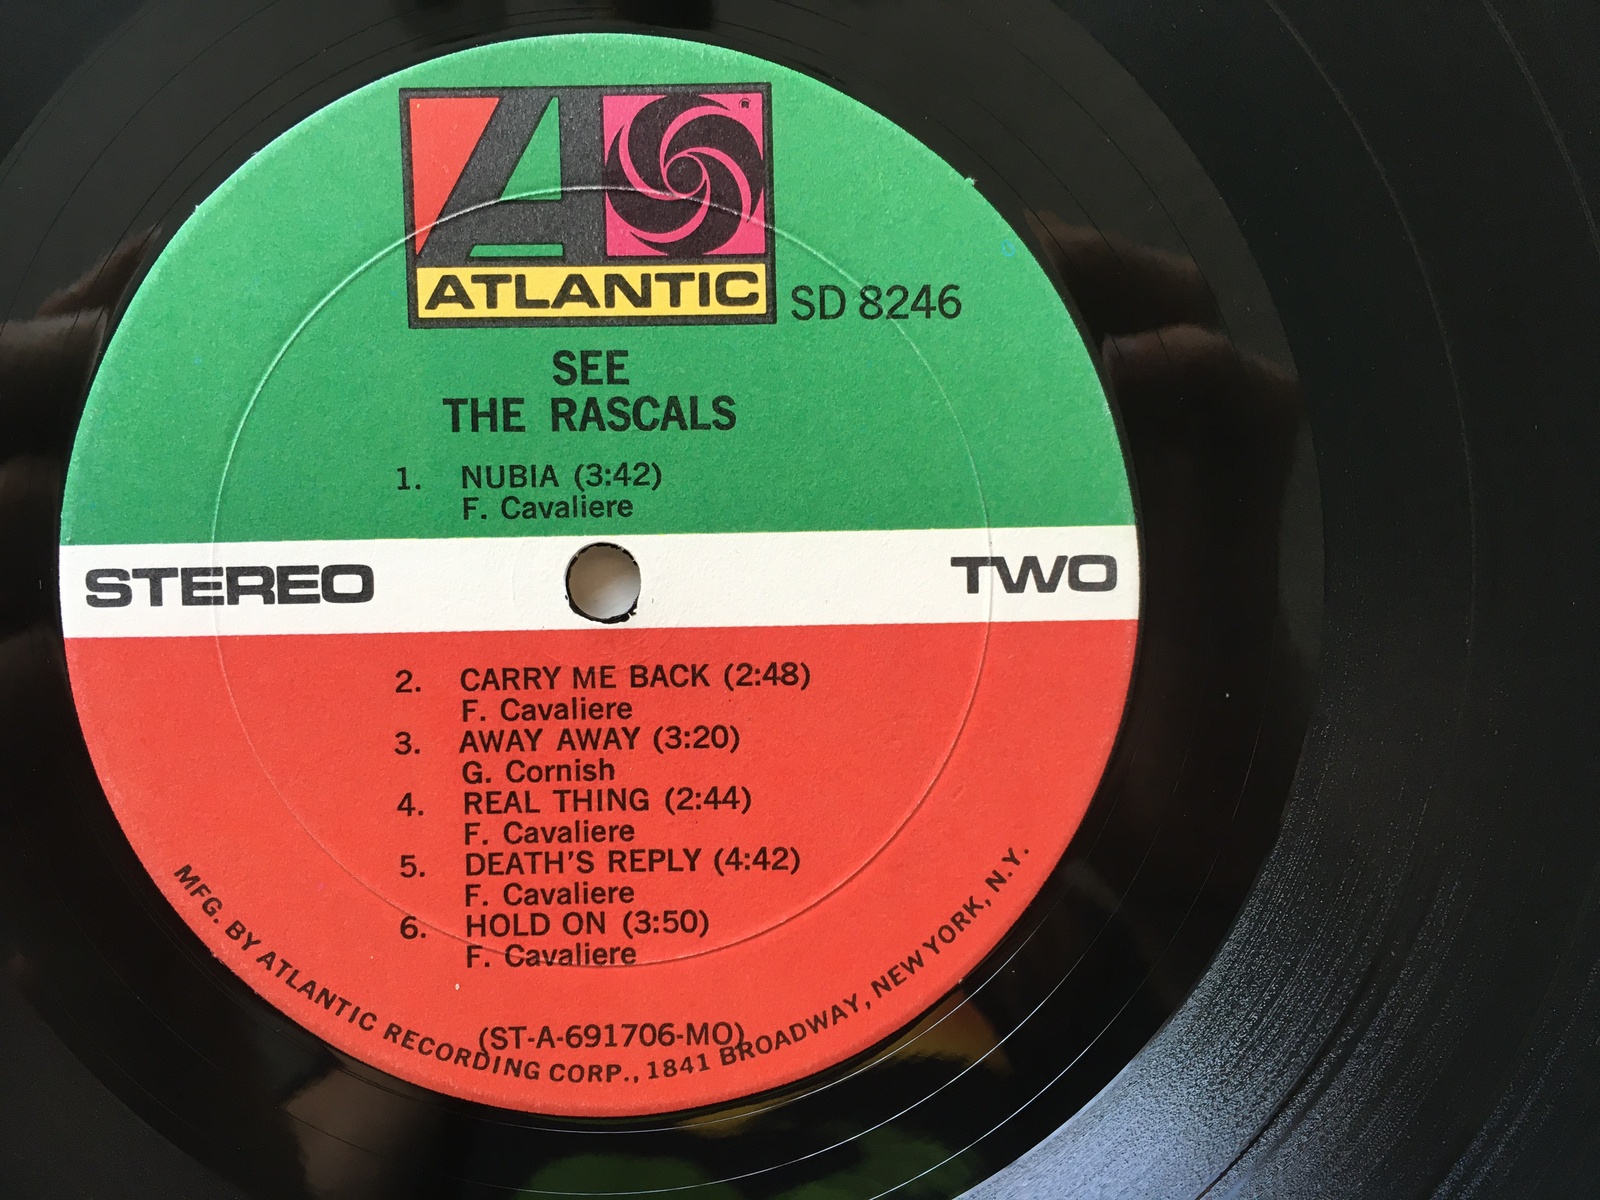 ATLANTIC
SD 8246
SEE
THE RASCALS
1. NUBIA (3:42)
F. Cavaliere
STEREO
TWO
2. CARRY ME BACK (2:48)
F. Cavaliere
3. AWAY AWAY (3:20)
G. Cornish
4. REAL THING (2:44)
F. Cavaliere
5. DEATH'S REPLY (4:42)
F. Cavaliere
6. HOLD ON (3:50)
F. Cavaliere
(ST-A-691706-MO)
MFG. BY ATLANTIC RECORDING CORP., 1841 BROADWAY, NEW YORK, N.Y.